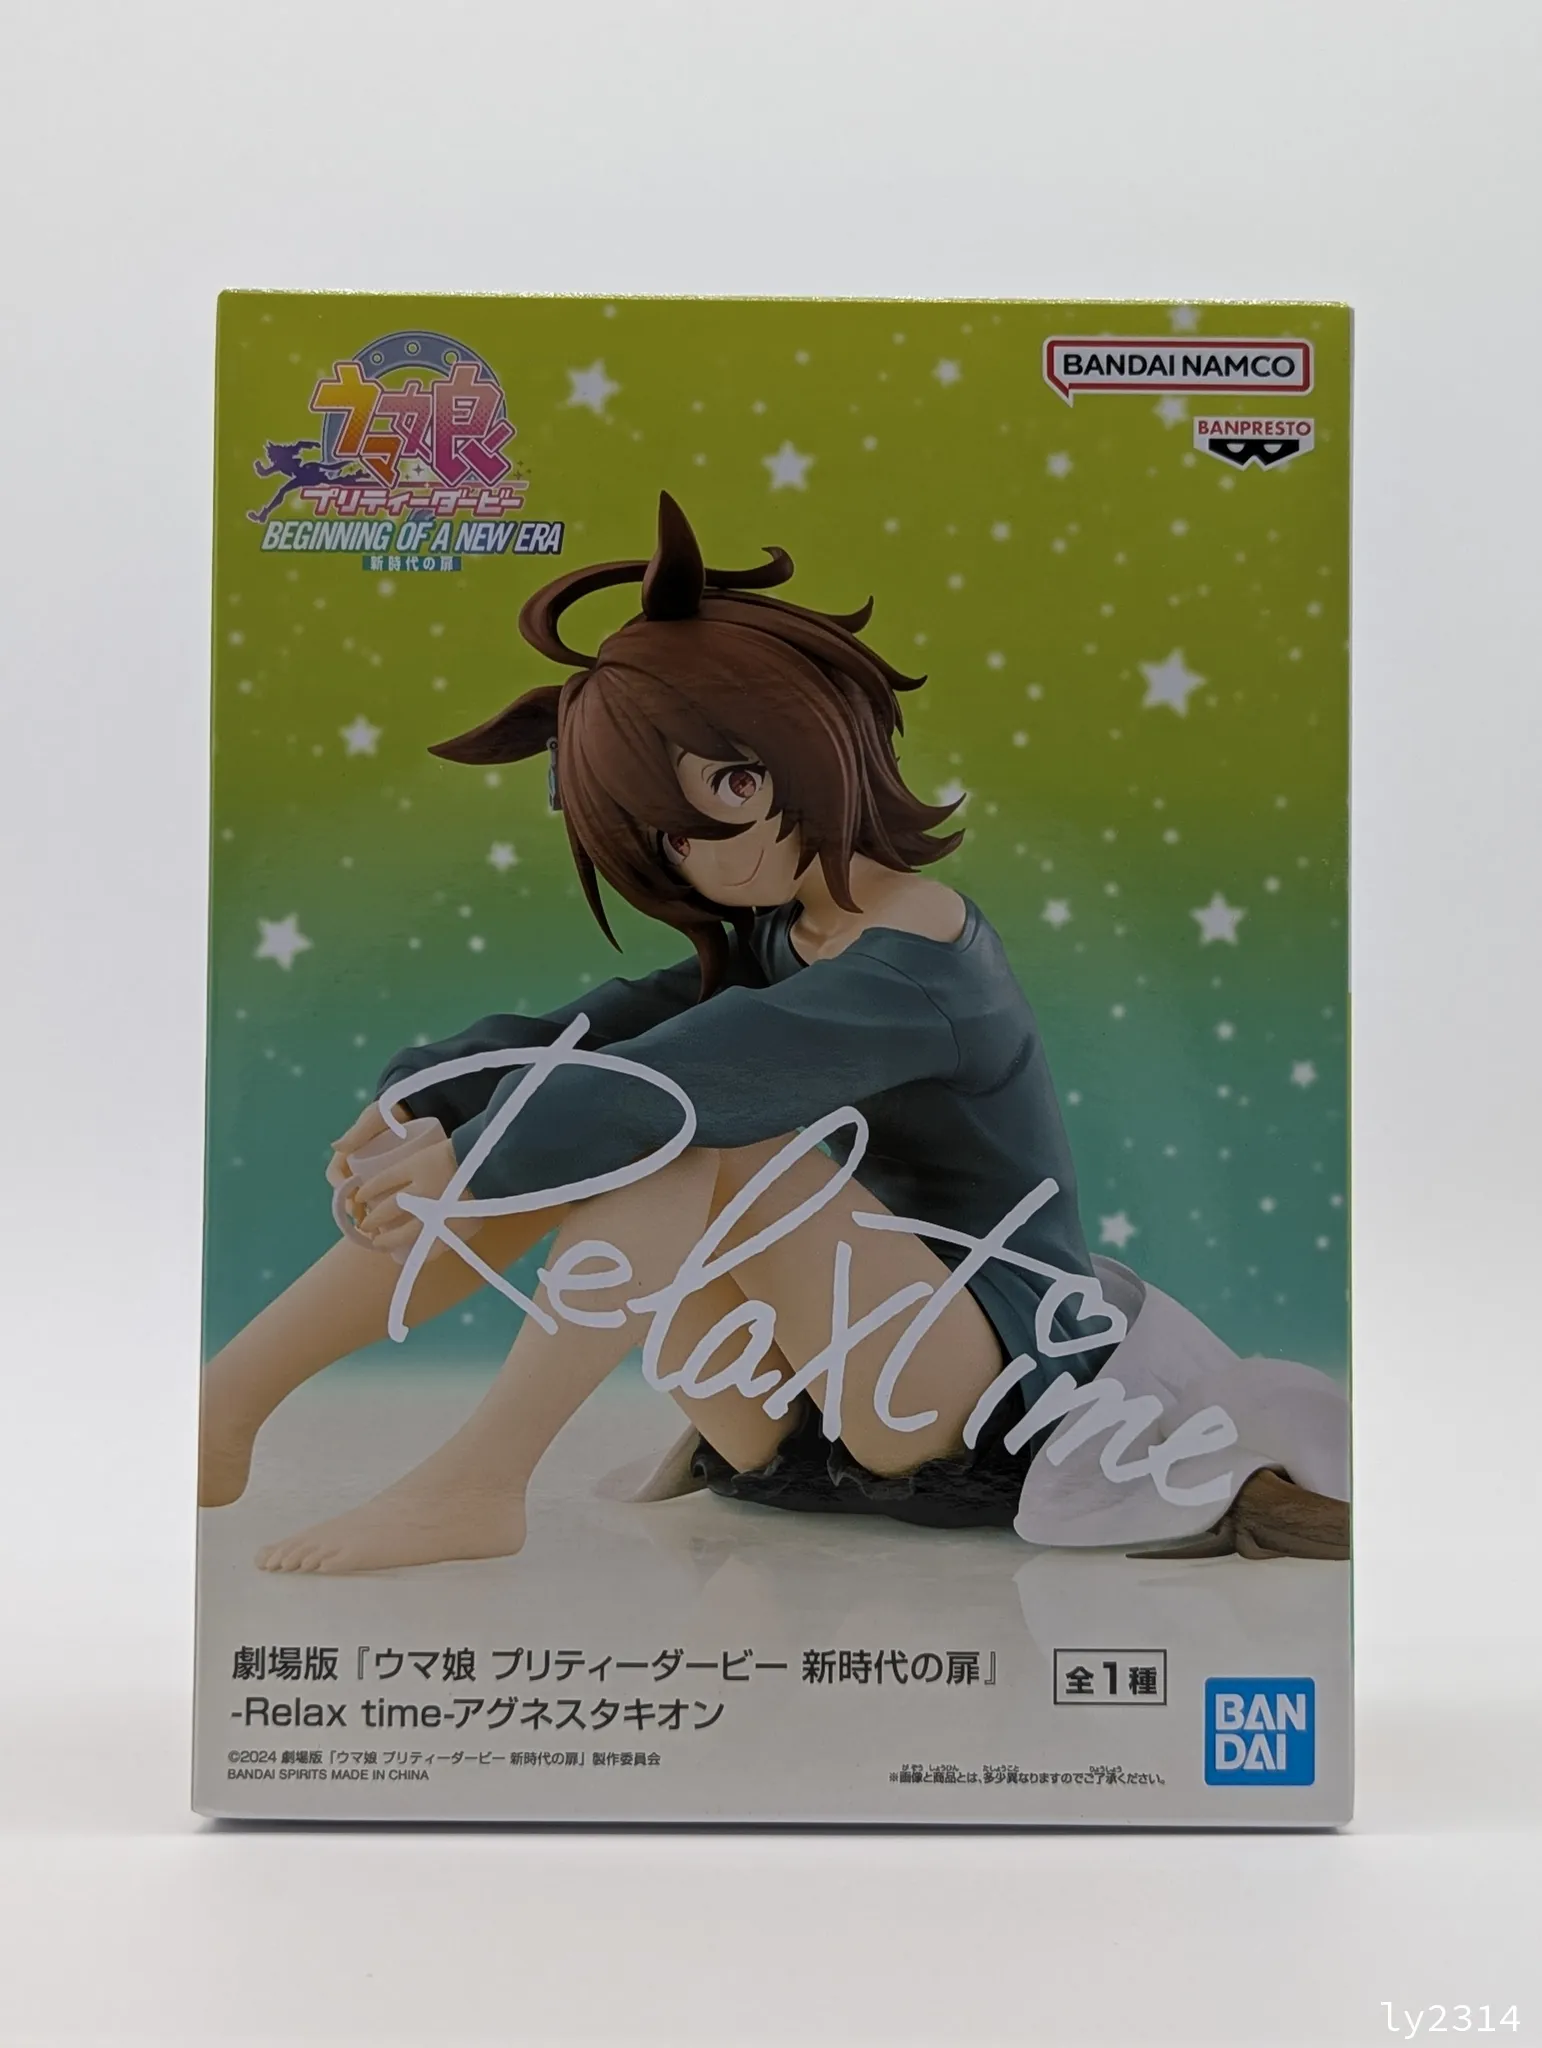 ウマ娘
プリティーダービー
BEGINNING OF A NEW ERA
新時代の扉
BANDAI NAMCO
BANPRESTO
Relax time
劇場版『ウマ娘 プリティーダービー 新時代の扉』
-Relax time-アグネスタキオン
全1種
©2024 劇場版「ウマ娘 プリティーダービー 新時代の扉」製作委員会
BANDAI SPIRITS MADE IN CHINA
※画像と商品とは、多少異なりますのでご了承ください。
BAN
DAI
ly2314